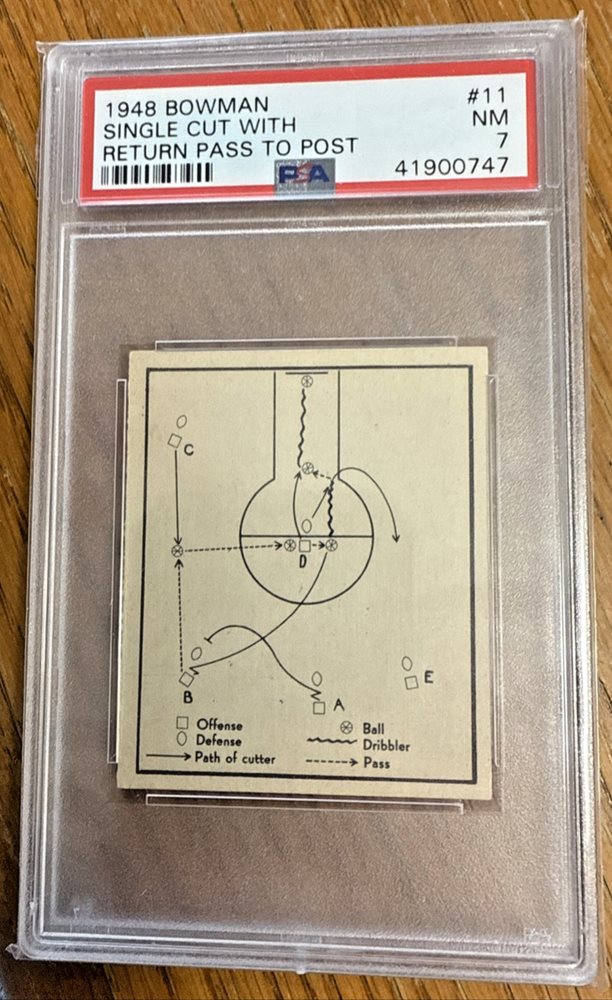 1948 BOWMAN #11
SINGLE CUT WITH NM
RETURN PASS TO POST 7
PSA 41900747
C
D
B
A
E
Offense Ball
Defense Dribbler
Path of cutter Pass